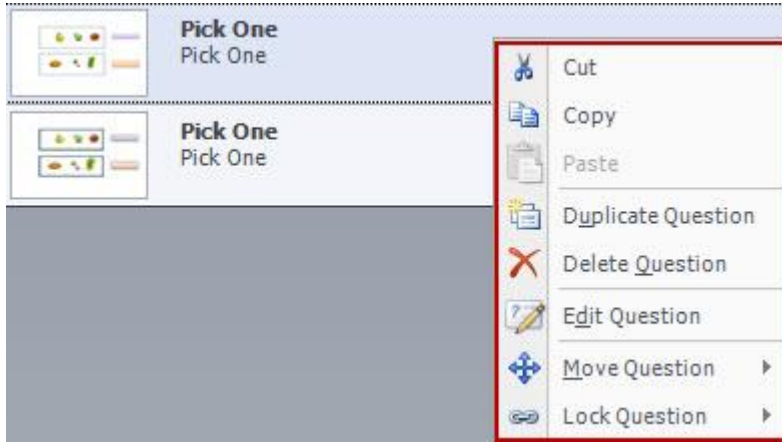 Pick One
Pick One
Pick One
Pick One
Cut
Copy
Paste
Duplicate Question
Delete Question
Edit Question
Move Question
Lock Question